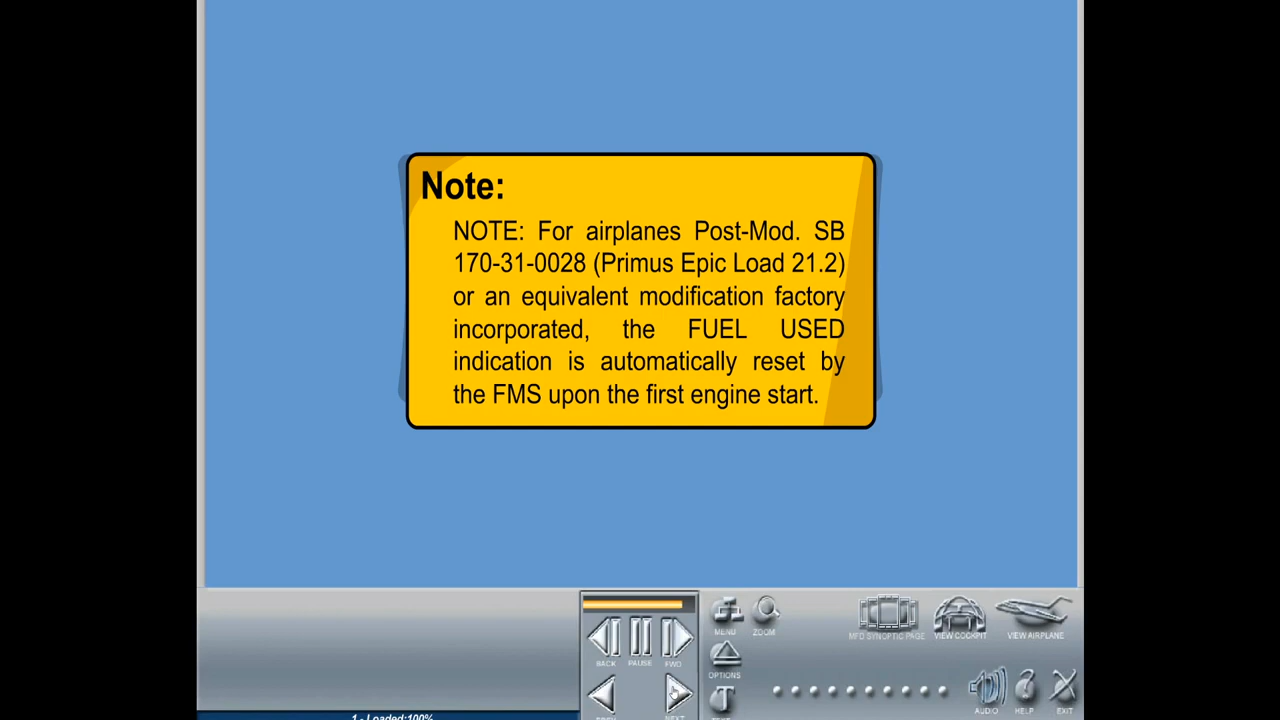 Note:
NOTE: For airplanes Post-Mod. SB
170-31-0028 (Primus Epic Load 21.2)
or an equivalent modification factory
incorporated, the FUEL USED
indication is automatically reset by
the FMS upon the first engine start.
MENU ZOOM MFD SYNOPTIC PAGE VIEW COCKPIT VIEW AIRPLANE
BACK PAUSE FWD
OPTIONS
AUDIO HELP EXIT
1 - Loaded:100%